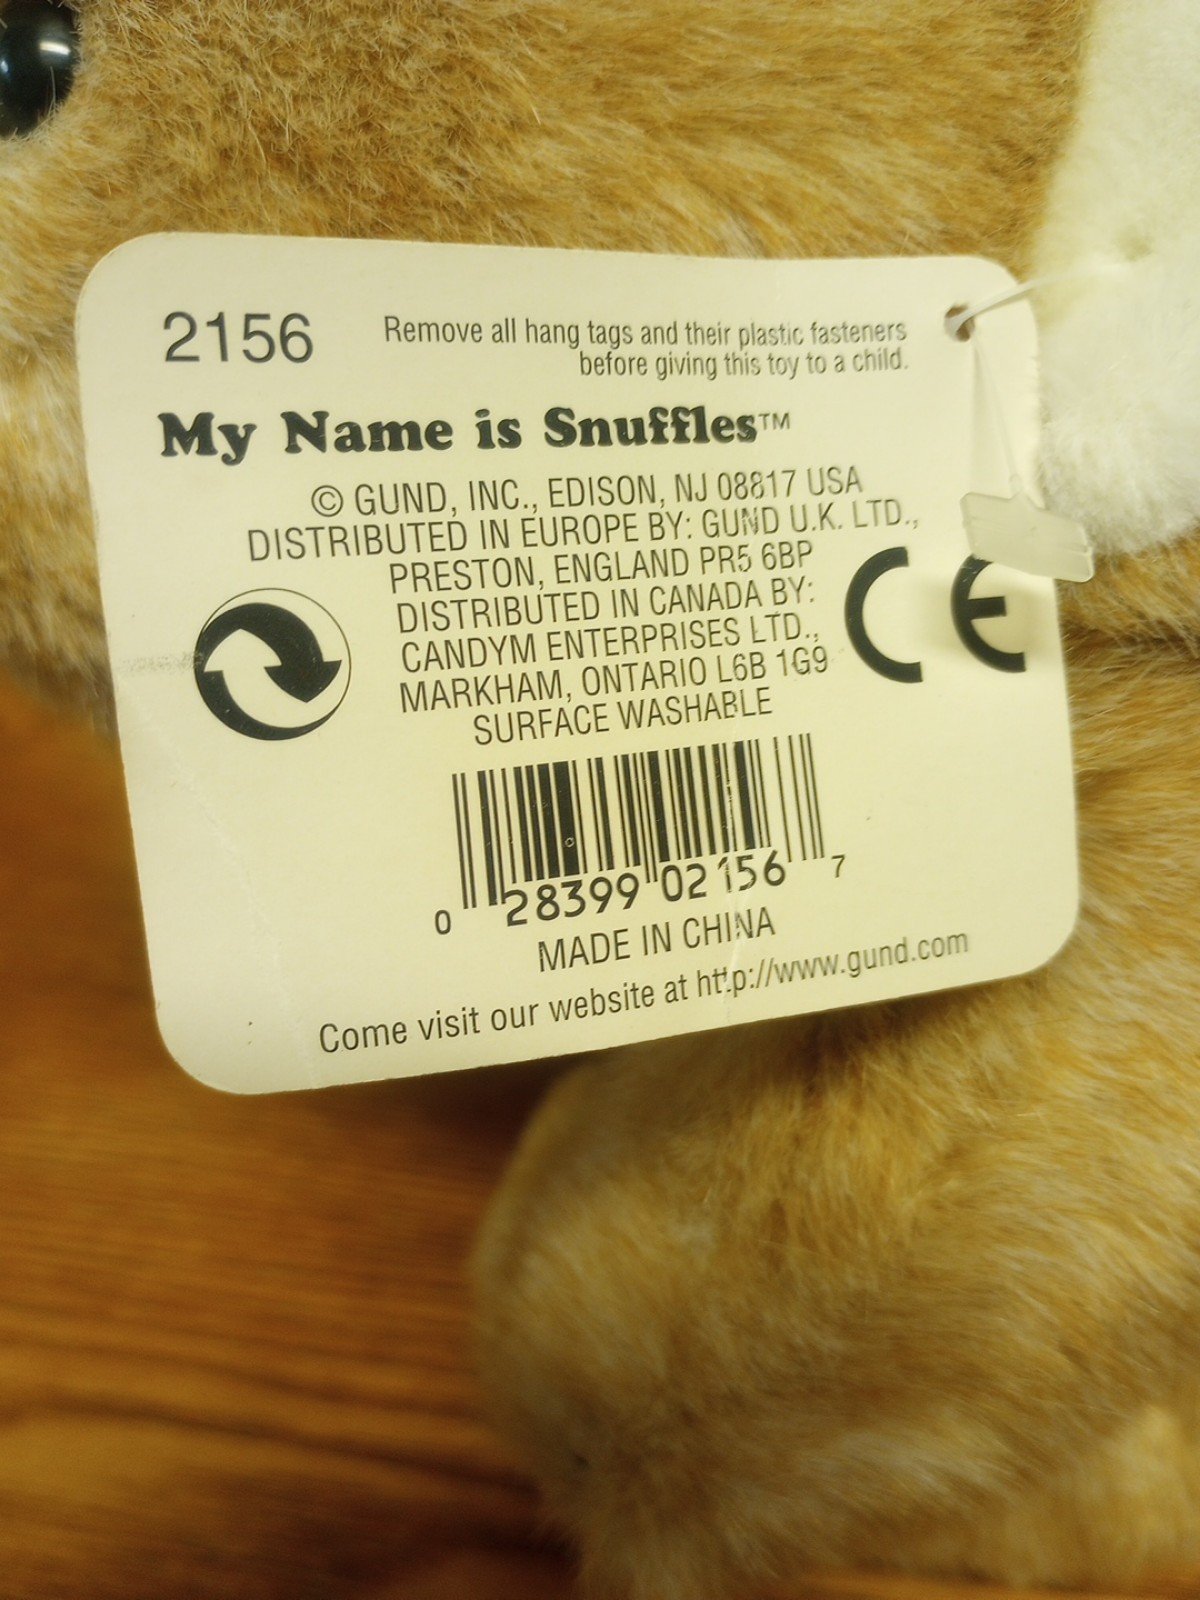 2156
Remove all hang tags and their plastic fasteners
before giving this toy to a child.
My Name is Snuffles™
© GUND, INC., EDISON, NJ 08817 USA
DISTRIBUTED IN EUROPE BY: GUND U.K. LTD.,
PRESTON, ENGLAND PR5 6BP
DISTRIBUTED IN CANADA BY:
CANDYM ENTERPRISES LTD.,
MARKHAM, ONTARIO L6B 1G9
SURFACE WASHABLE
CE
0 28399 02156 7
MADE IN CHINA
Come visit our website at http://www.gund.com